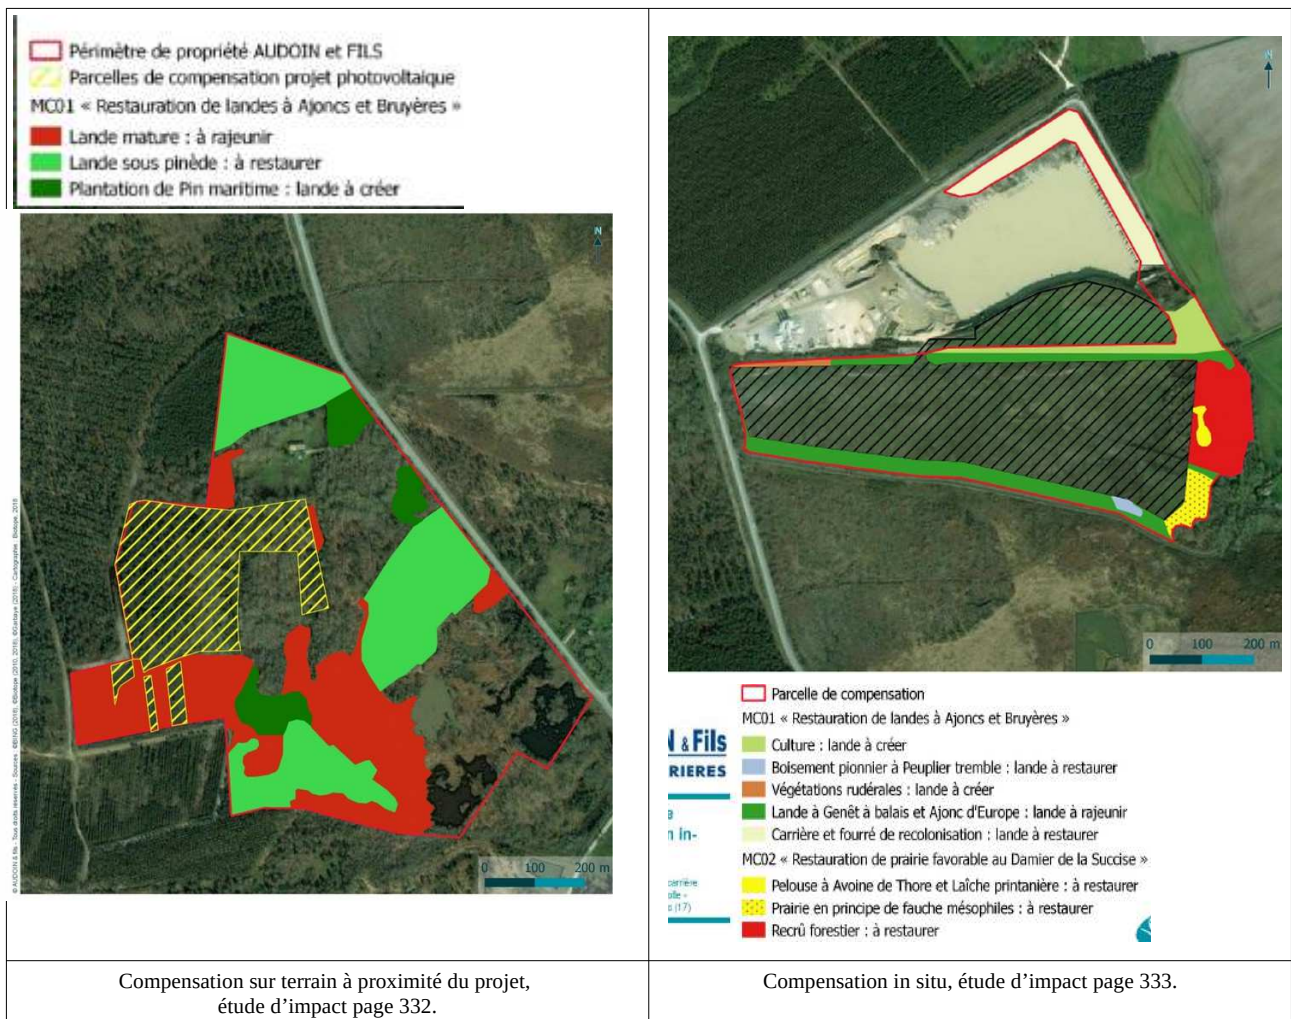 Périmètre de propriété AUDOIN et FILS
Parcelles de compensation projet photovoltaique
MC01 « Restauration de landes à Ajoncs et Bruyères »
Lande mature : à rajeunir
Lande sous pinède : à restaurer
Plantation de Pin maritime : lande à créer
N
0 100 200 m
Compensation sur terrain à proximité du projet,
étude d'impact page 332.
N
0 100 200 m
Parcelle de compensation
MC01 « Restauration de landes à Ajoncs et Bruyères »
Culture : lande à créer
Boisement pionnier à Peuplier tremble : lande à restaurer
Végétations rudérales : lande à créer
Lande à Genêt à balais et Ajonc d'Europe : lande à rajeunir
Carrière et fourré de recolonisation : lande à restaurer
MC02 « Restauration de prairie favorable au Damier de la Succise »
Pelouse à Avoine de Thore et Laîche printanière : à restaurer
Prairie en principe de fauche mésophiles : à restaurer
Recrû forestier : à restaurer
& Fils
RIERES
n in-
(17)
Compensation in situ, étude d'impact page 333.